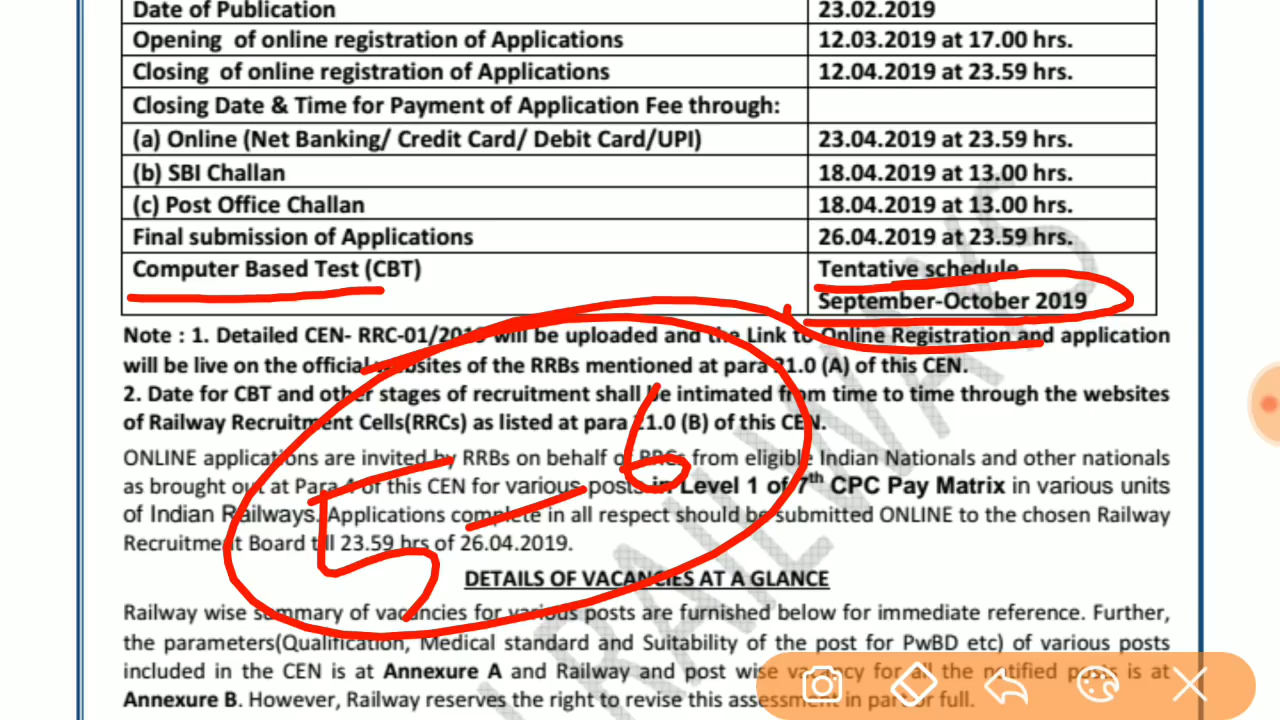 Date of Publication 23.02.2019
Opening of online registration of Applications 12.03.2019 at 17.00 hrs.
Closing of online registration of Applications 12.04.2019 at 23.59 hrs.
Closing Date & Time for Payment of Application Fee through:
(a) Online (Net Banking/ Credit Card/ Debit Card/UPI) 23.04.2019 at 23.59 hrs.
(b) SBI Challan 18.04.2019 at 13.00 hrs.
(c) Post Office Challan 18.04.2019 at 13.00 hrs.
Final submission of Applications 26.04.2019 at 23.59 hrs.
Computer Based Test (CBT) Tentative schedule
September-October 2019
Note : 1. Detailed CEN- RRC-01/2019 will be uploaded and the Link to Online Registration and application
will be live on the official websites of the RRBs mentioned at para 21.0 (A) of this CEN.
2. Date for CBT and other stages of recruitment shall be intimated from time to time through the websites
of Railway Recruitment Cells(RRCs) as listed at para 21.0 (B) of this CEN.
ONLINE applications are invited by RRBs on behalf of RRCs from eligible Indian Nationals and other nationals
as brought out at Para 4 of this CEN for various posts in Level 1 of 7th CPC Pay Matrix in various units
of Indian Railways. Applications complete in all respect should be submitted ONLINE to the chosen Railway
Recruitment Board till 23.59 hrs of 26.04.2019.
5 - 6
DETAILS OF VACANCIES AT A GLANCE
Railway wise summary of vacancies for various posts are furnished below for immediate reference. Further,
the parameters(Qualification, Medical standard and Suitability of the post for PwBD etc) of various posts
included in the CEN is at Annexure A and Railway and post wise vacancy for all the notified posts is at
Annexure B. However, Railway reserves the right to revise this assessment in part or full.
RAILWAYS